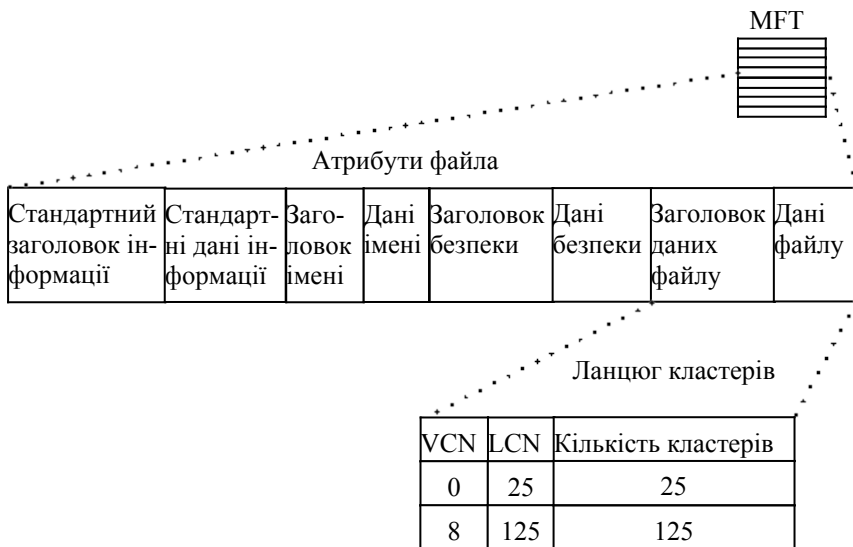 MFT
Атрибути файла
Стандартний
заголовок ін-
формації
Стандарт-
ні дані ін-
формації
Заго-
ловок
імені
Дані
імені
Заголовок
безпеки
Дані
безпеки
Заголовок
даних
файлу
Дані
файлу
Ланцюг кластерів
VCN LCN Кількість кластерів
0 25 25
8 125 125